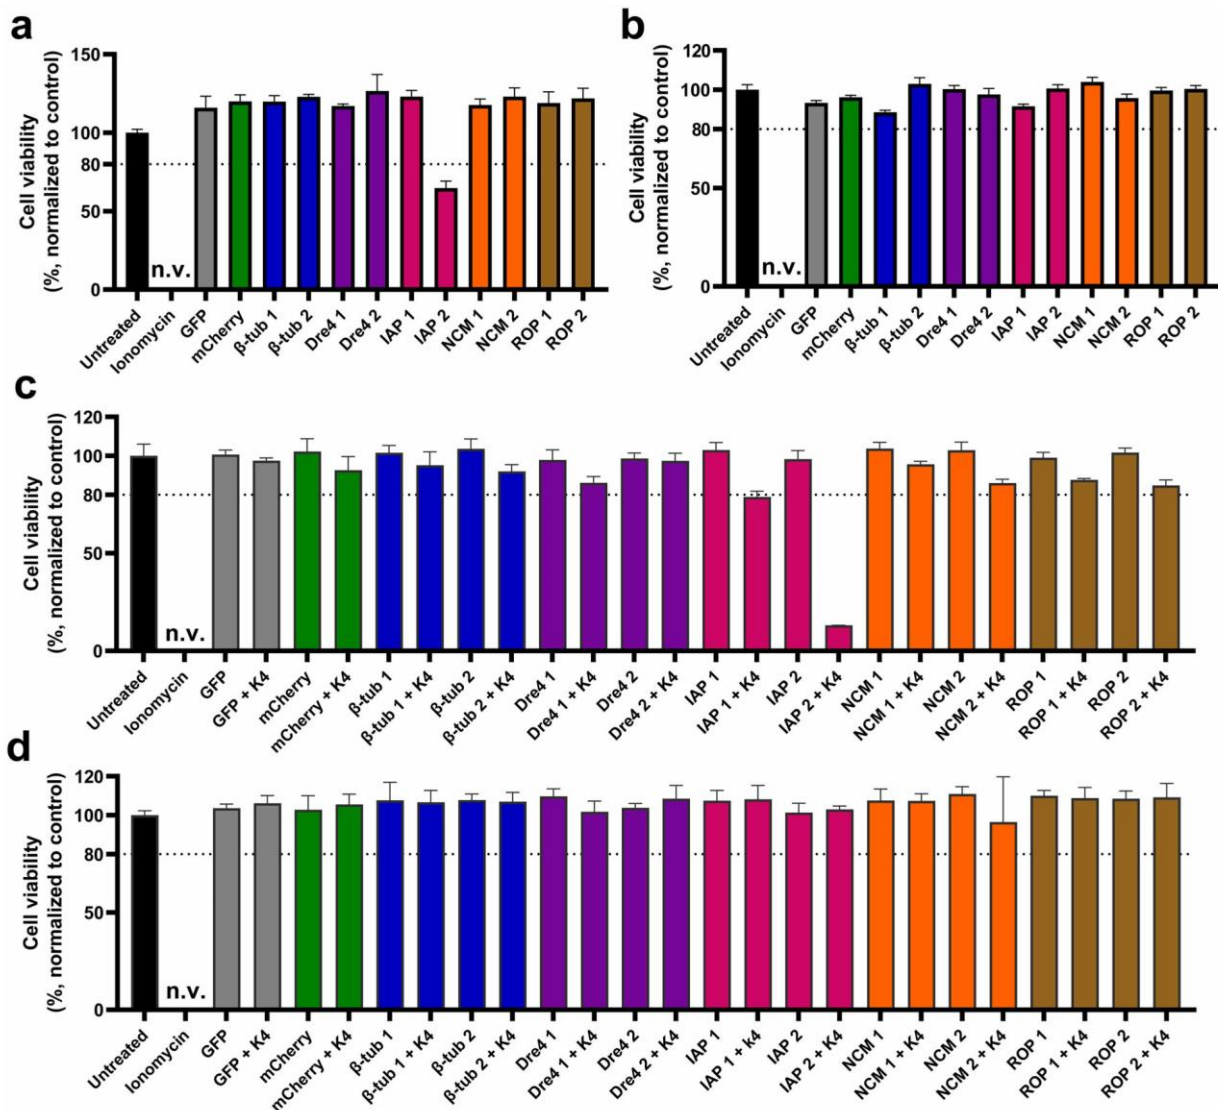 a
Cell viability
(%, normalized to control)
150
100
80
50
0
n.v.
Untreated
Ionomycin
GFP
mCherry
β-tub 1
β-tub 2
Dre4 1
Dre4 2
IAP 1
IAP 2
NCM 1
NCM 2
ROP 1
ROP 2
b
Cell viability
(%, normalized to control)
120
100
80
50
0
n.v.
Untreated
Ionomycin
GFP
mCherry
β-tub 1
β-tub 2
Dre4 1
Dre4 2
IAP 1
IAP 2
NCM 1
NCM 2
ROP 1
ROP 2
c
Cell viability
(%, normalized to control)
120
100
80
50
0
n.v.
Untreated
Ionomycin
GFP
GFP + K4
mCherry
mCherry + K4
β-tub 1
β-tub 1 + K4
β-tub 2
β-tub 2 + K4
Dre4 1
Dre4 1 + K4
Dre4 2
Dre4 2 + K4
IAP 1
IAP 1 + K4
IAP 2
IAP 2 + K4
NCM 1
NCM 1 + K4
NCM 2
NCM 2 + K4
ROP 1
ROP 1 + K4
ROP 2
ROP 2 + K4
d
Cell viability
(%, normalized to control)
120
100
80
50
0
n.v.
Untreated
Ionomycin
GFP
GFP + K4
mCherry
mCherry + K4
β-tub 1
β-tub 1 + K4
β-tub 2
β-tub 2 + K4
Dre4 1
Dre4 1 + K4
Dre4 2
Dre4 2 + K4
IAP 1
IAP 1 + k4
IAP 2
IAP 2 + K4
NCM 1
NCM 1 + K4
NCM 2
NCM 2 + K4
ROP 1
ROP 1 + K4
ROP 2
ROP 2 + K4